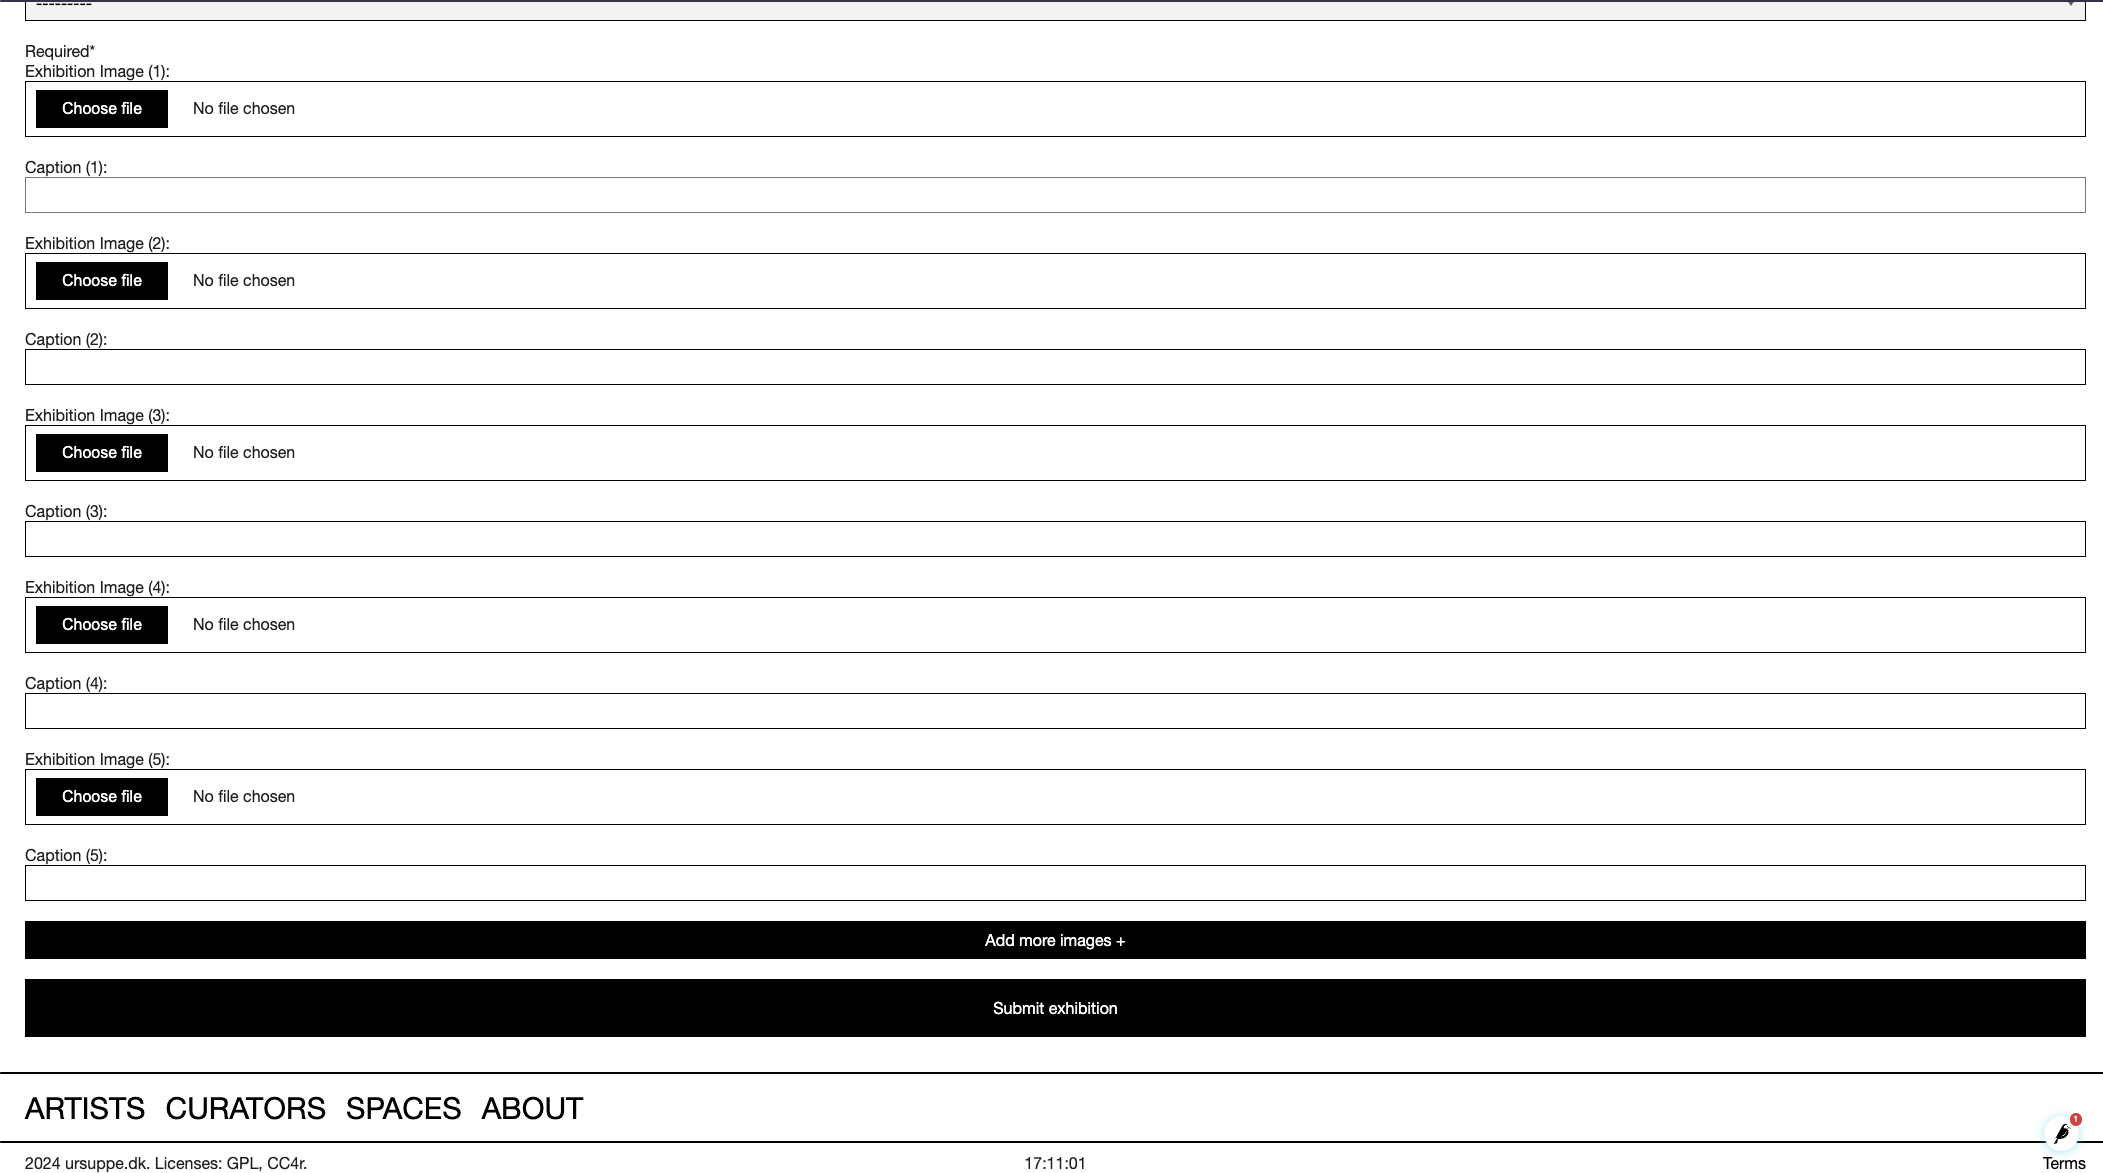 ---------
Required*
Exhibition Image (1):
Choose file No file chosen
Caption (1):
Exhibition Image (2):
Choose file No file chosen
Caption (2):
Exhibition Image (3):
Choose file No file chosen
Caption (3):
Exhibition Image (4):
Choose file No file chosen
Caption (4):
Exhibition Image (5):
Choose file No file chosen
Caption (5):
Add more images +
Submit exhibition
ARTISTS CURATORS SPACES ABOUT
1
2024 ursuppe.dk. Licenses: GPL, CC4r. 17:11:01 Terms